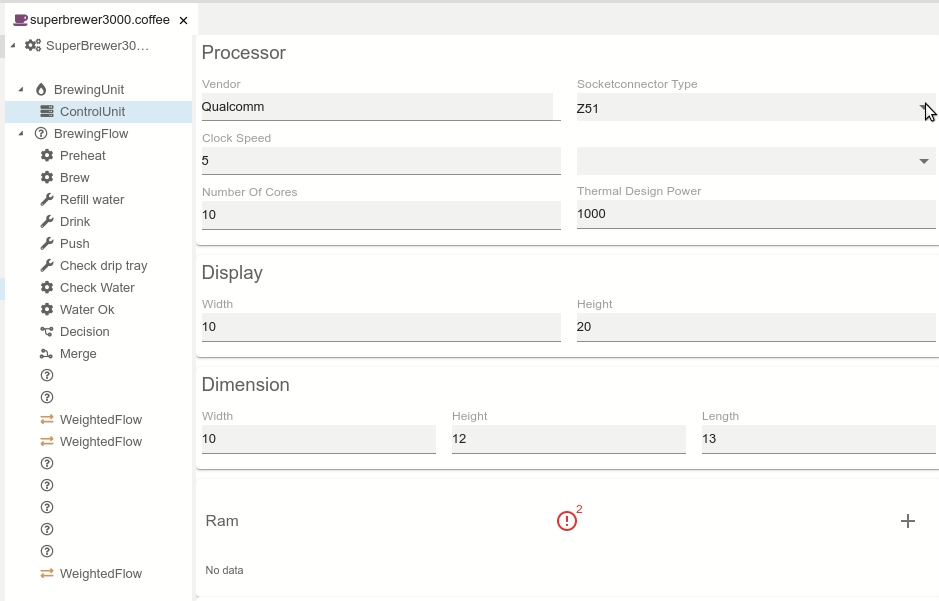 superbrewer3000.coffee
SuperBrewer30...
BrewingUnit
ControlUnit
BrewingFlow
Preheat
Brew
Refill water
Drink
Push
Check drip tray
Check Water
Water Ok
Decision
Merge
WeightedFlow
WeightedFlow
WeightedFlow
Processor
Vendor
Qualcomm
Socketconnector Type
Z51
Clock Speed
5
Number Of Cores
10
Thermal Design Power
1000
Display
Width
10
Height
20
Dimension
Width
10
Height
12
Length
13
Ram
2
No data